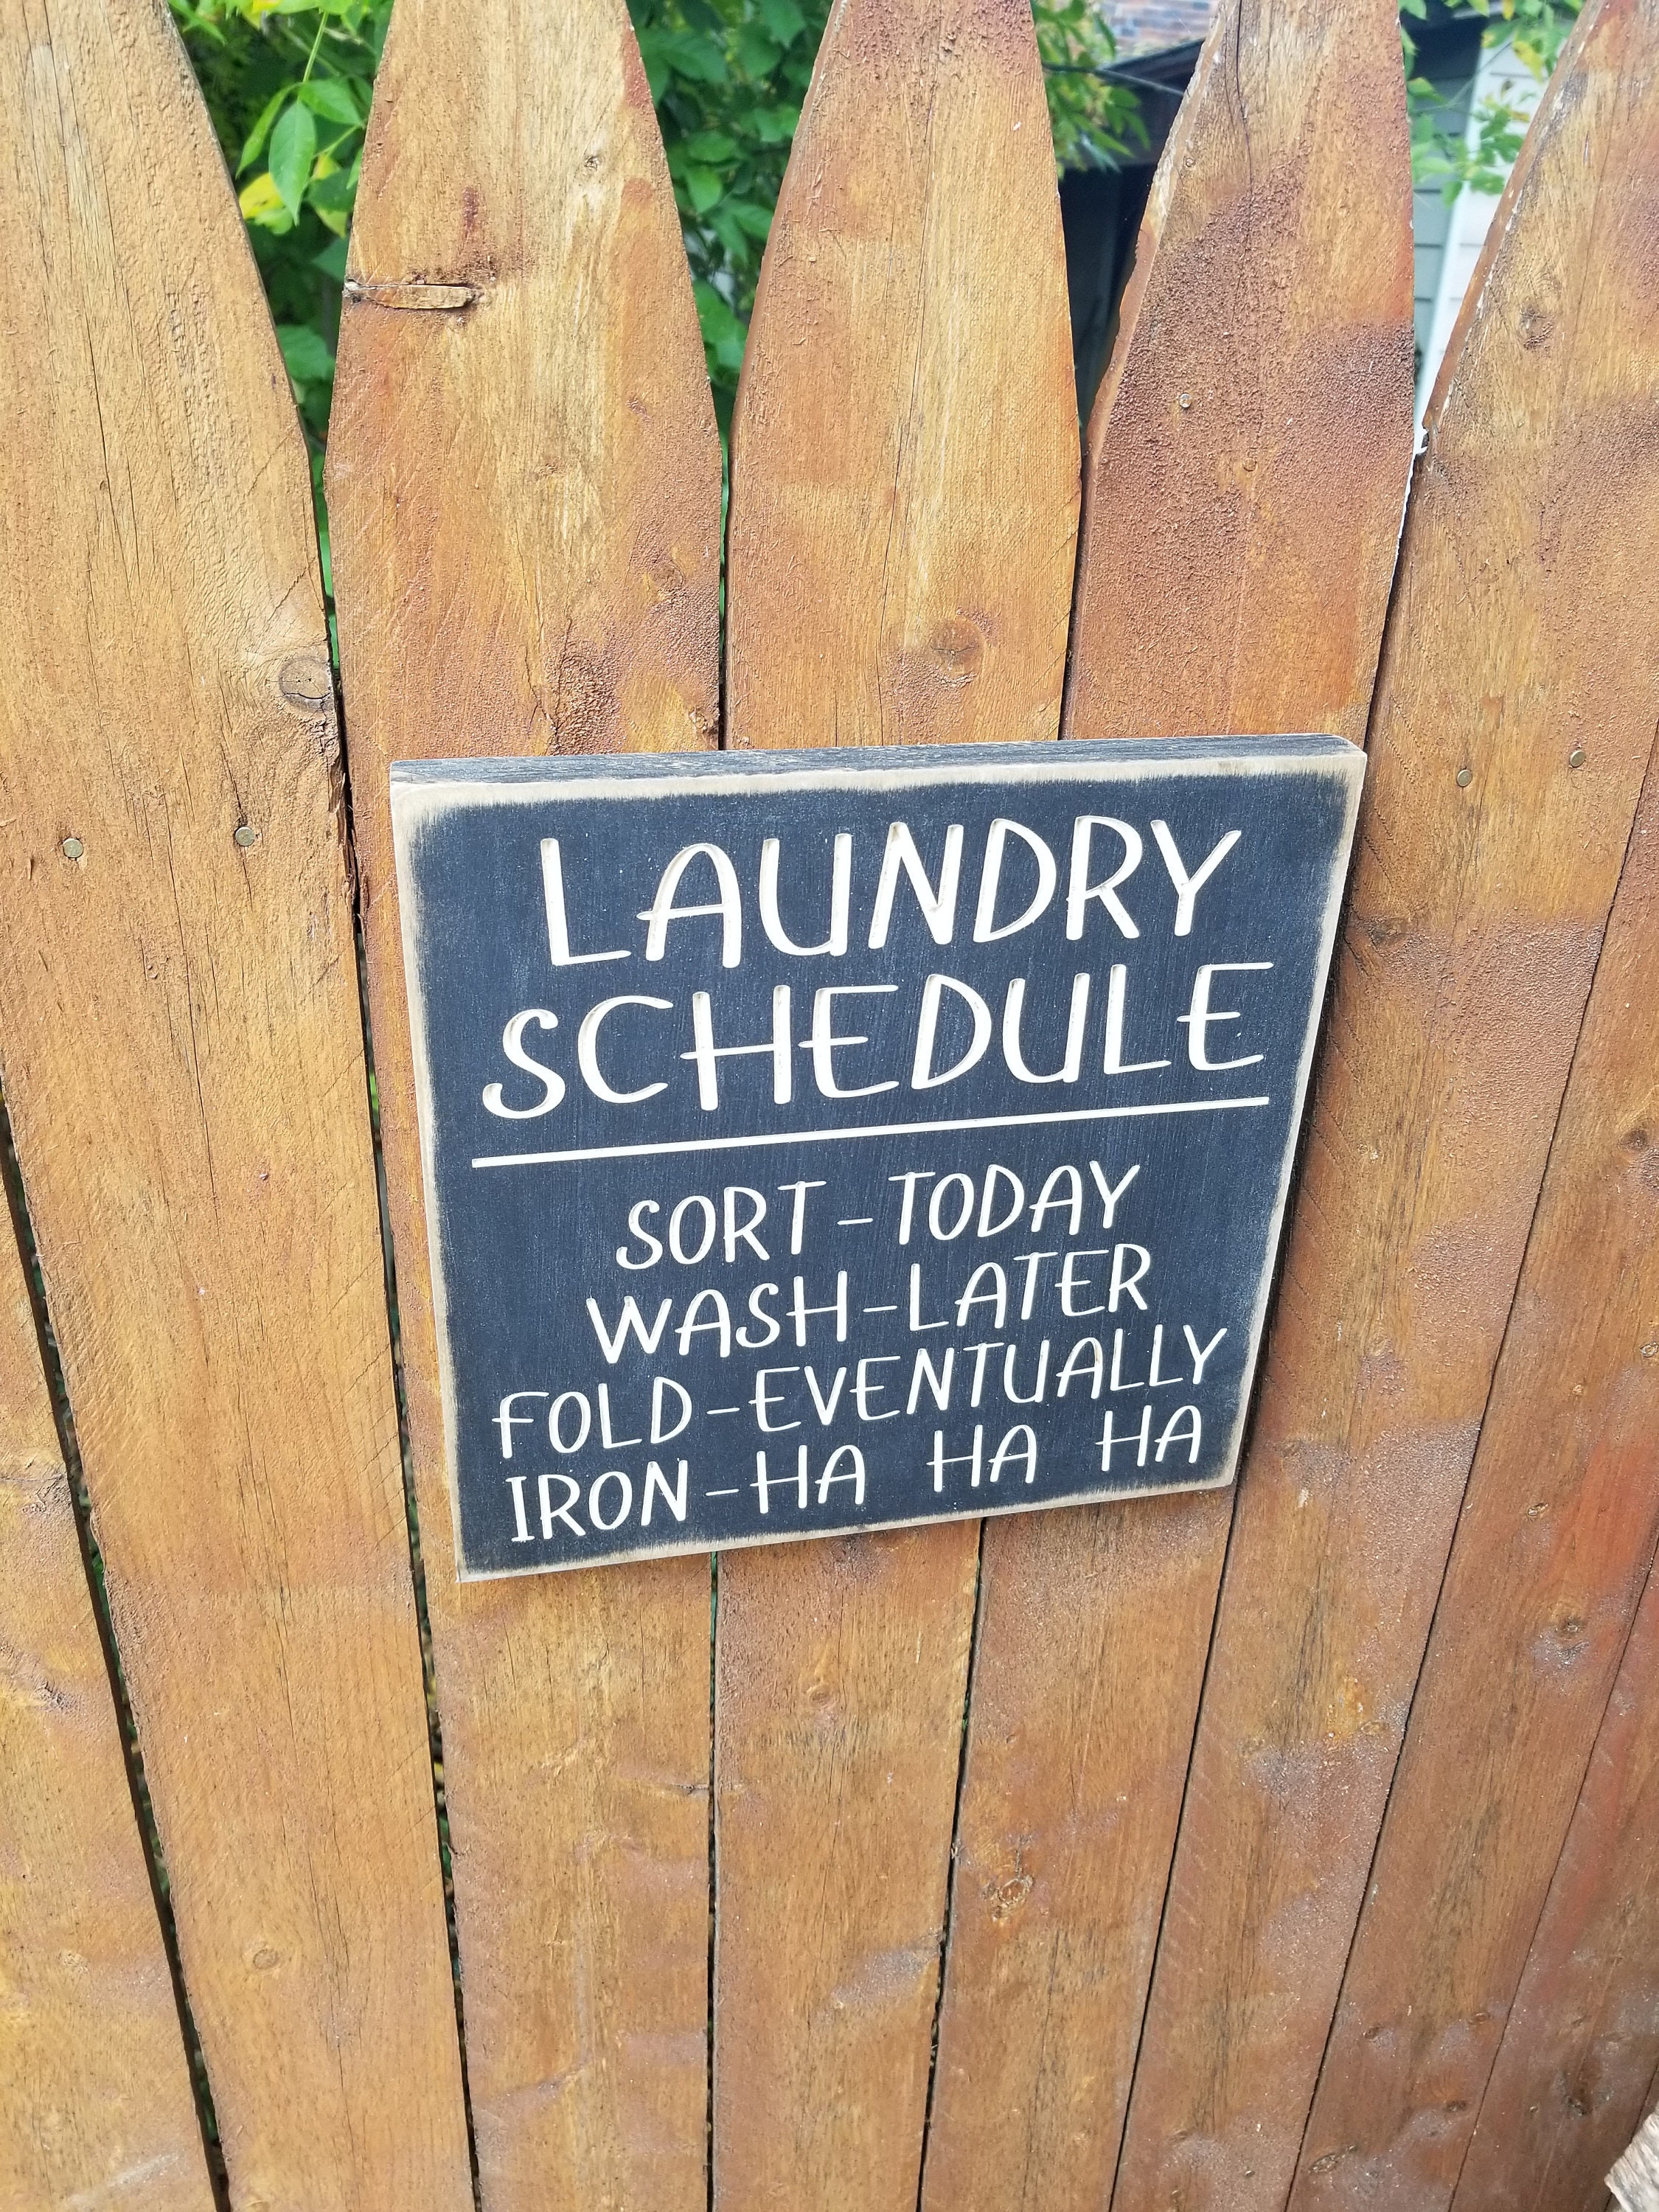 LAUNDRY
SCHEDULE
SORT-TODAY
WASH-LATER
FOLD-EVENTUALLY
IRON-HA HA HA